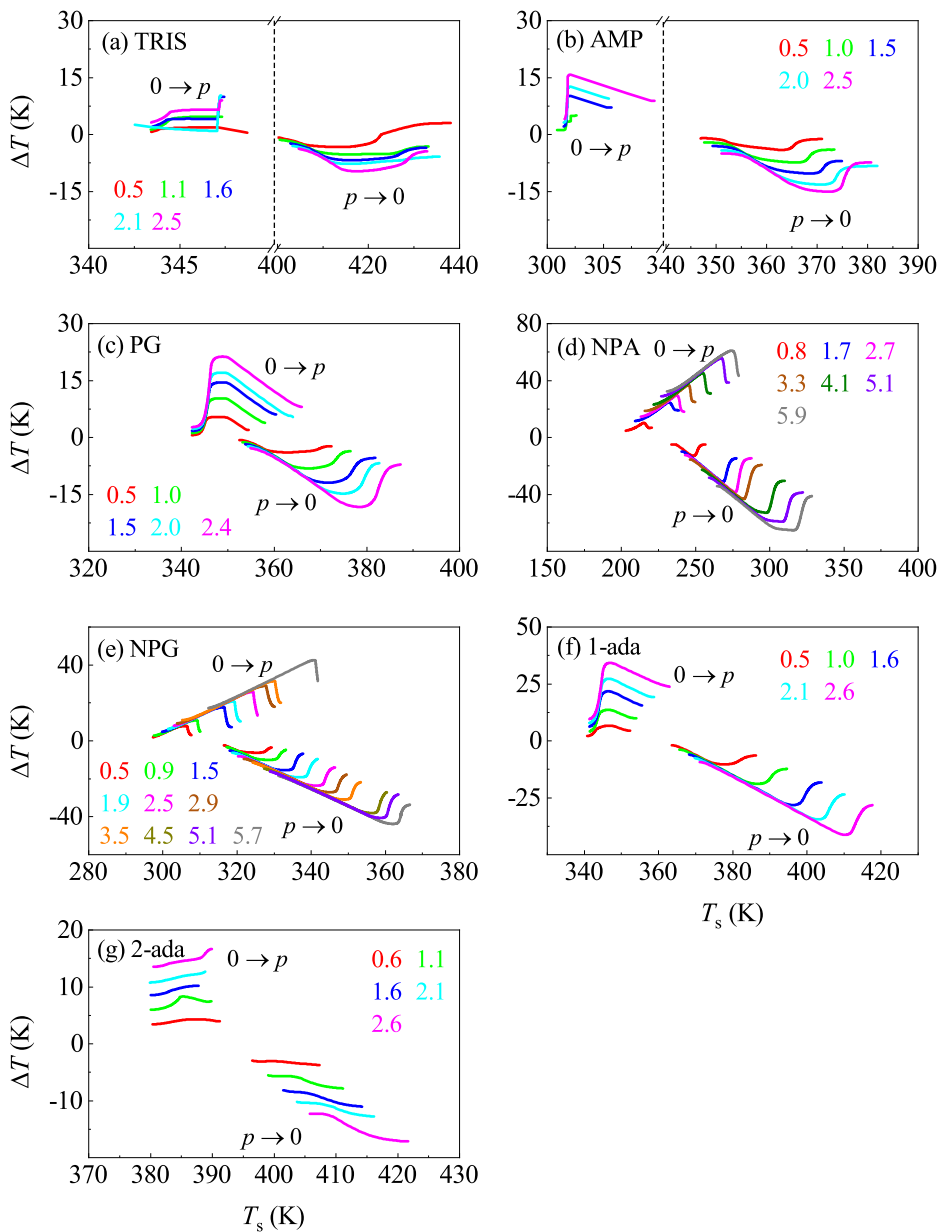 (a) TRIS
0 → p
0.5 1.1 1.6
2.1 2.5
p → 0
30
15
0
-15
ΔT (K)
340 345 400 420 440
(b) AMP
0.5 1.0 1.5
2.0 2.5
0 → p
p → 0
30
15
0
-15
ΔT (K)
300 305 340 350 360 370 380 390
(c) PG
0 → p
p → 0
0.5 1.0
1.5 2.0 2.4
30
15
0
-15
ΔT (K)
320 340 360 380 400
(d) NPA
0 → p
0.8 1.7 2.7
3.3 4.1 5.1
5.9
p → 0
80
40
0
-40
-80
ΔT (K)
150 200 250 300 350 400
(e) NPG
0 → p
0.5 0.9 1.5
1.9 2.5 2.9
3.5 4.5 5.1 5.7
p → 0
40
20
0
-20
-40
-60
ΔT (K)
280 300 320 340 360 380
(f) 1-ada
0.5 1.0 1.6
2.1 2.6
0 → p
p → 0
50
25
0
-25
-50
ΔT (K)
340 360 380 400 420
Ts (K)
(g) 2-ada
0 → p
0.6 1.1
1.6 2.1
2.6
p → 0
20
10
0
-10
-20
ΔT (K)
370 380 390 400 410 420 430
Ts (K)